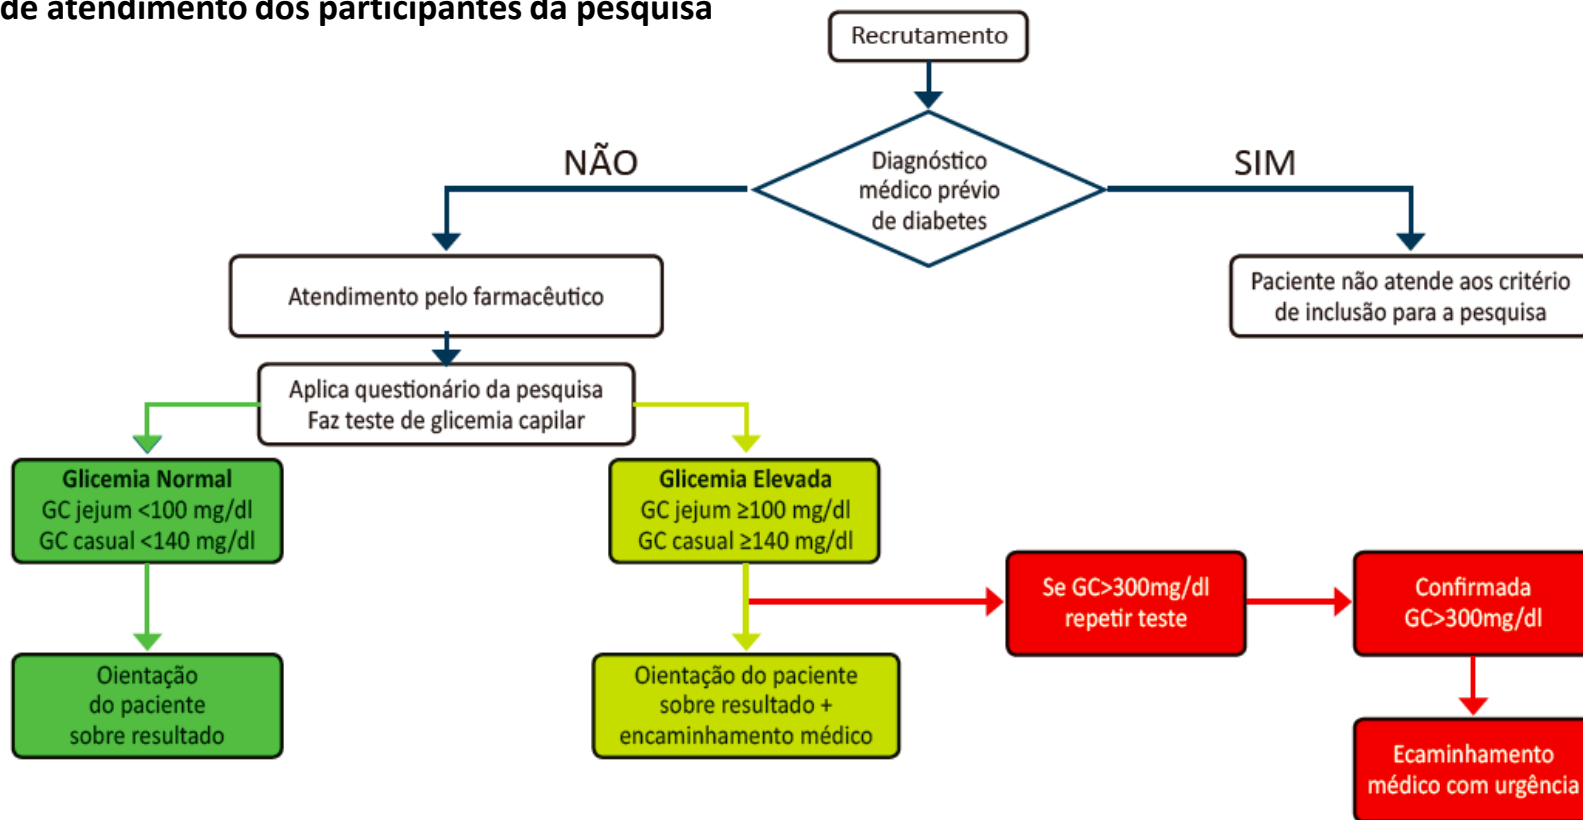 de atendimento dos participantes da pesquisa
Recrutamento
Diagnóstico
médico prévio
de diabetes
NÃO
SIM
Atendimento pelo farmacêutico
Paciente não atende aos critério
de inclusão para a pesquisa
Aplica questionário da pesquisa
Faz teste de glicemia capilar
Glicemia Normal
GC jejum <100 mg/dl
GC casual <140 mg/dl
Glicemia Elevada
GC jejum ≥100 mg/dl
GC casual ≥140 mg/dl
Se GC>300mg/dl
repetir teste
Confirmada
GC>300mg/dl
Oientação
do paciente
sobre resultado
Oientação do paciente
sobre resultado +
encaminhamento médico
Ecaminhamento
médico com urgência